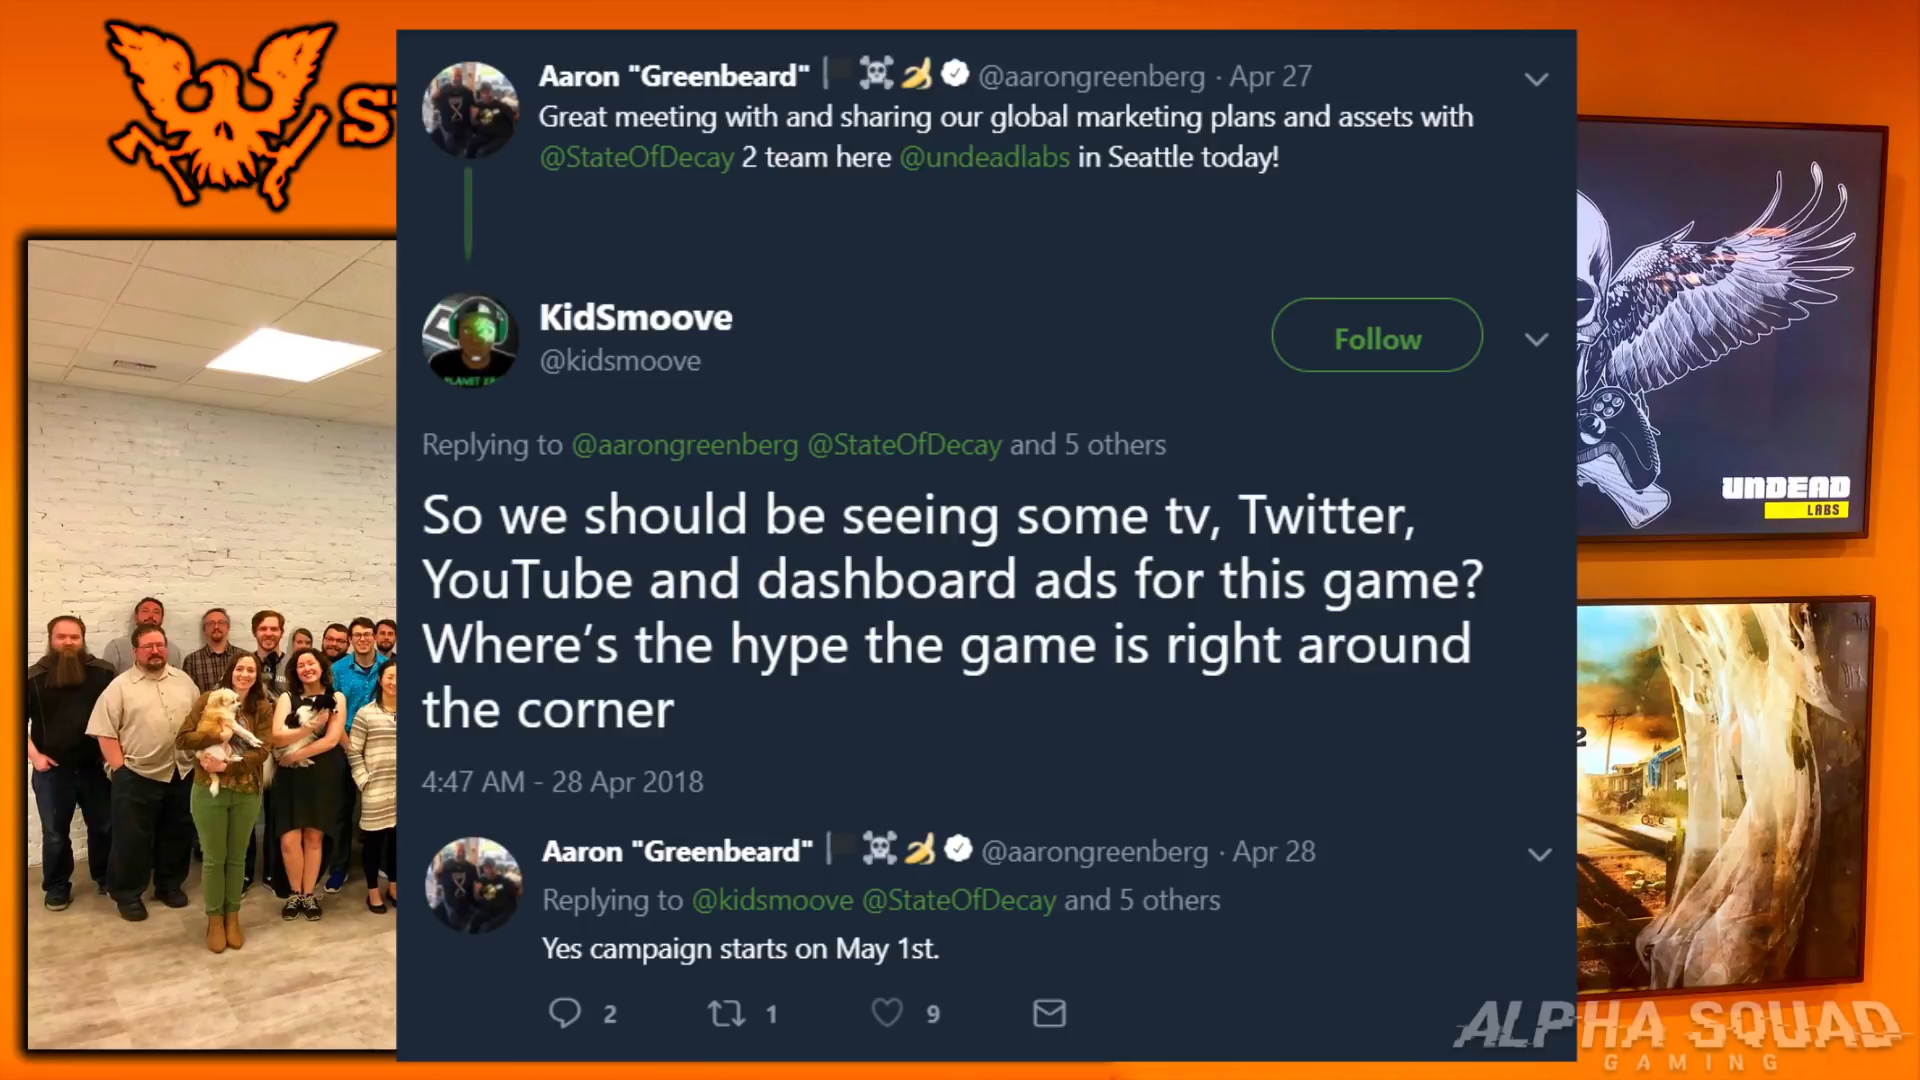 ST
Aaron "Greenbeard" @aarongreenberg · Apr 27
Great meeting with and sharing our global marketing plans and assets with
@StateOfDecay 2 team here @undeadlabs in Seattle today!
KidSmoove
@kidsmoove
Follow
PLANET XB
Replying to @aarongreenberg @StateOfDecay and 5 others
So we should be seeing some tv, Twitter,
YouTube and dashboard ads for this game?
Where's the hype the game is right around
the corner
4:47 AM - 28 Apr 2018
Aaron "Greenbeard" @aarongreenberg · Apr 28
Replying to @kidsmoove @StateOfDecay and 5 others
Yes campaign starts on May 1st.
2 1 9
UNDEAD
LABS
2
ALPHA SQUAD
GAMING